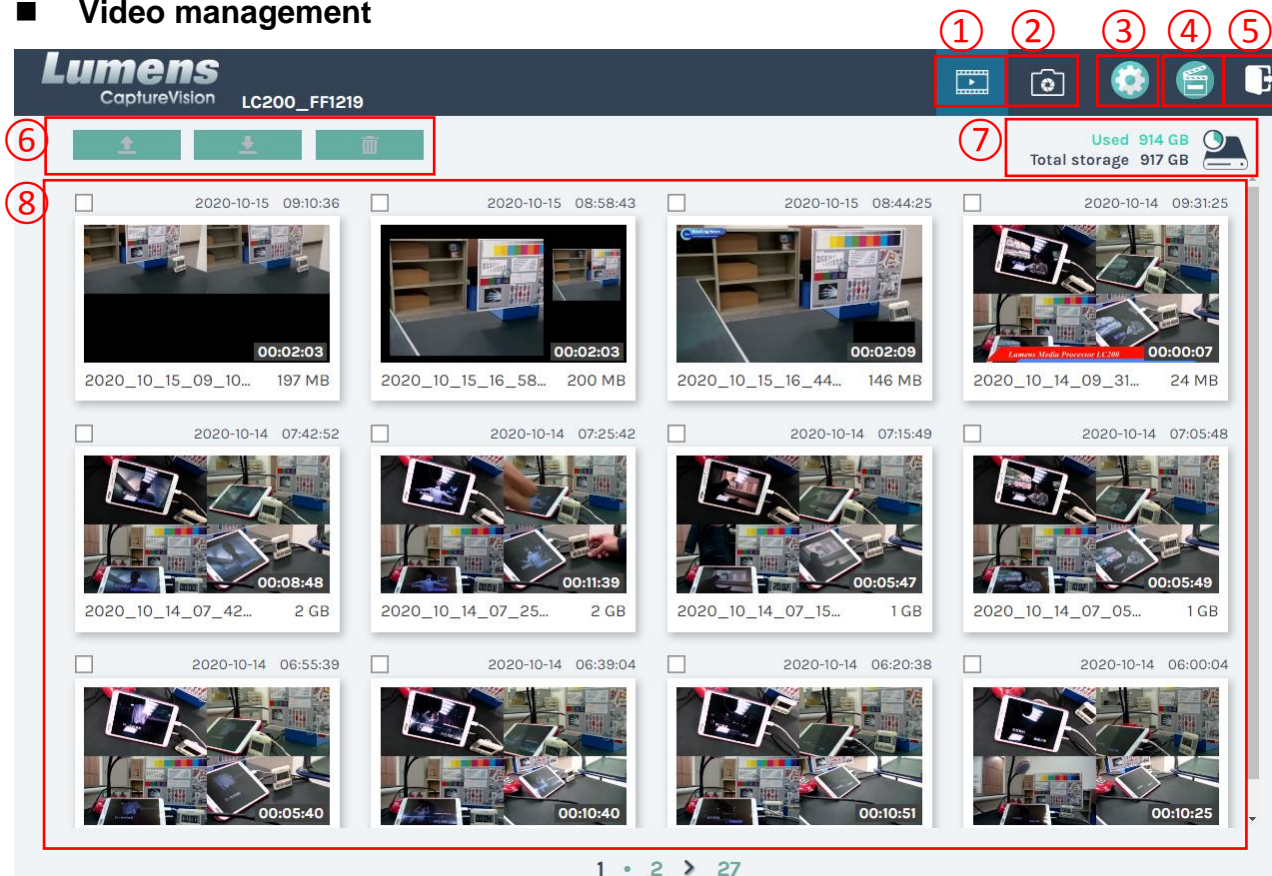 ■ Video management
① ② ③ ④ ⑤
Lumens
CaptureVision LC200_FF1219
⑥ ⑦ Used 914 GB
Total storage 917 GB
⑧
2020-10-15 09:10:36 2020-10-15 08:58:43 2020-10-15 08:44:25 2020-10-14 09:31:25
Breaking News
Lumens Media Processor LC200
00:02:03 00:02:03 00:02:09 00:00:07
2020_10_15_09_10... 197 MB 2020_10_15_16_58... 200 MB 2020_10_15_16_44... 146 MB 2020_10_14_09_31... 24 MB
2020-10-14 07:42:52 2020-10-14 07:25:42 2020-10-14 07:15:49 2020-10-14 07:05:48
00:08:48 00:11:39 00:05:47 00:05:49
2020_10_14_07_42... 2 GB 2020_10_14_07_25... 2 GB 2020_10_14_07_15... 1 GB 2020_10_14_07_05... 1 GB
2020-10-14 06:55:39 2020-10-14 06:39:04 2020-10-14 06:20:38 2020-10-14 06:00:04
00:05:40 00:10:40 00:10:51 00:10:25
1 • 2 > 27